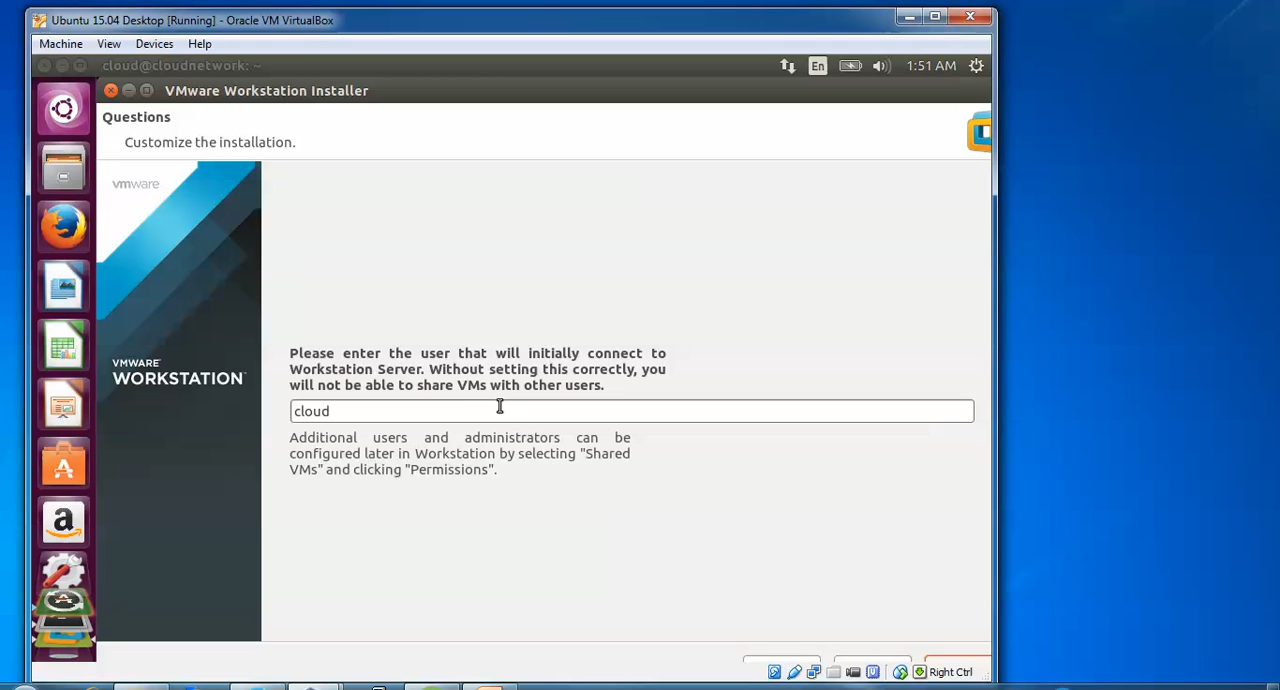 Ubuntu 15.04 Desktop [Running] - Oracle VM VirtualBox
Machine View Devices Help
cloud@cloudnetwork: ~
En 1:51 AM
VMware Workstation Installer
Questions
Customize the installation.
vmware
VMWARE
WORKSTATION
Please enter the user that will initially connect to
Workstation Server. Without setting this correctly, you
will not be able to share VMs with other users.
cloud
Additional users and administrators can be
configured later in Workstation by selecting "Shared
VMs" and clicking "Permissions".
Right Ctrl